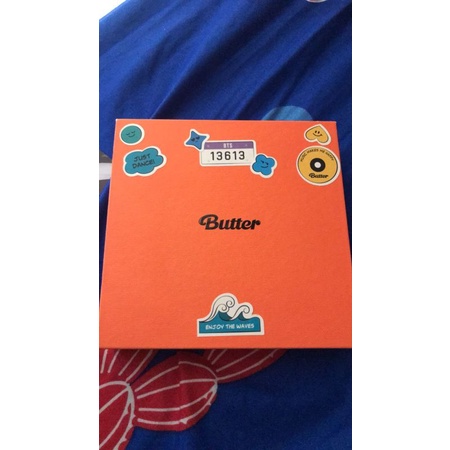 BTS
13613
JUST
DANCE!
Butter
Butter
ENJOY THE WAVES